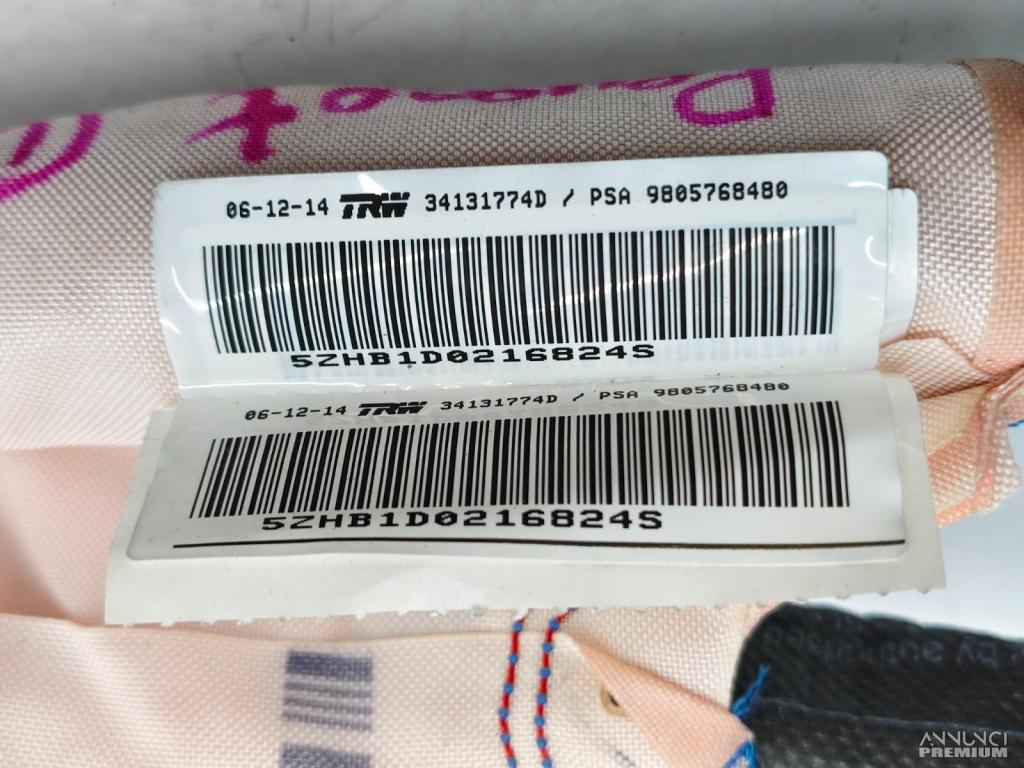 06-12-14 TRW 34131774D / PSA 9805768480
5ZHB1D0216824S
06-12-14 TRW 34131774D / PSA 9805768480
5ZHB1D0216824S
ANNUNCI
PREMIUM